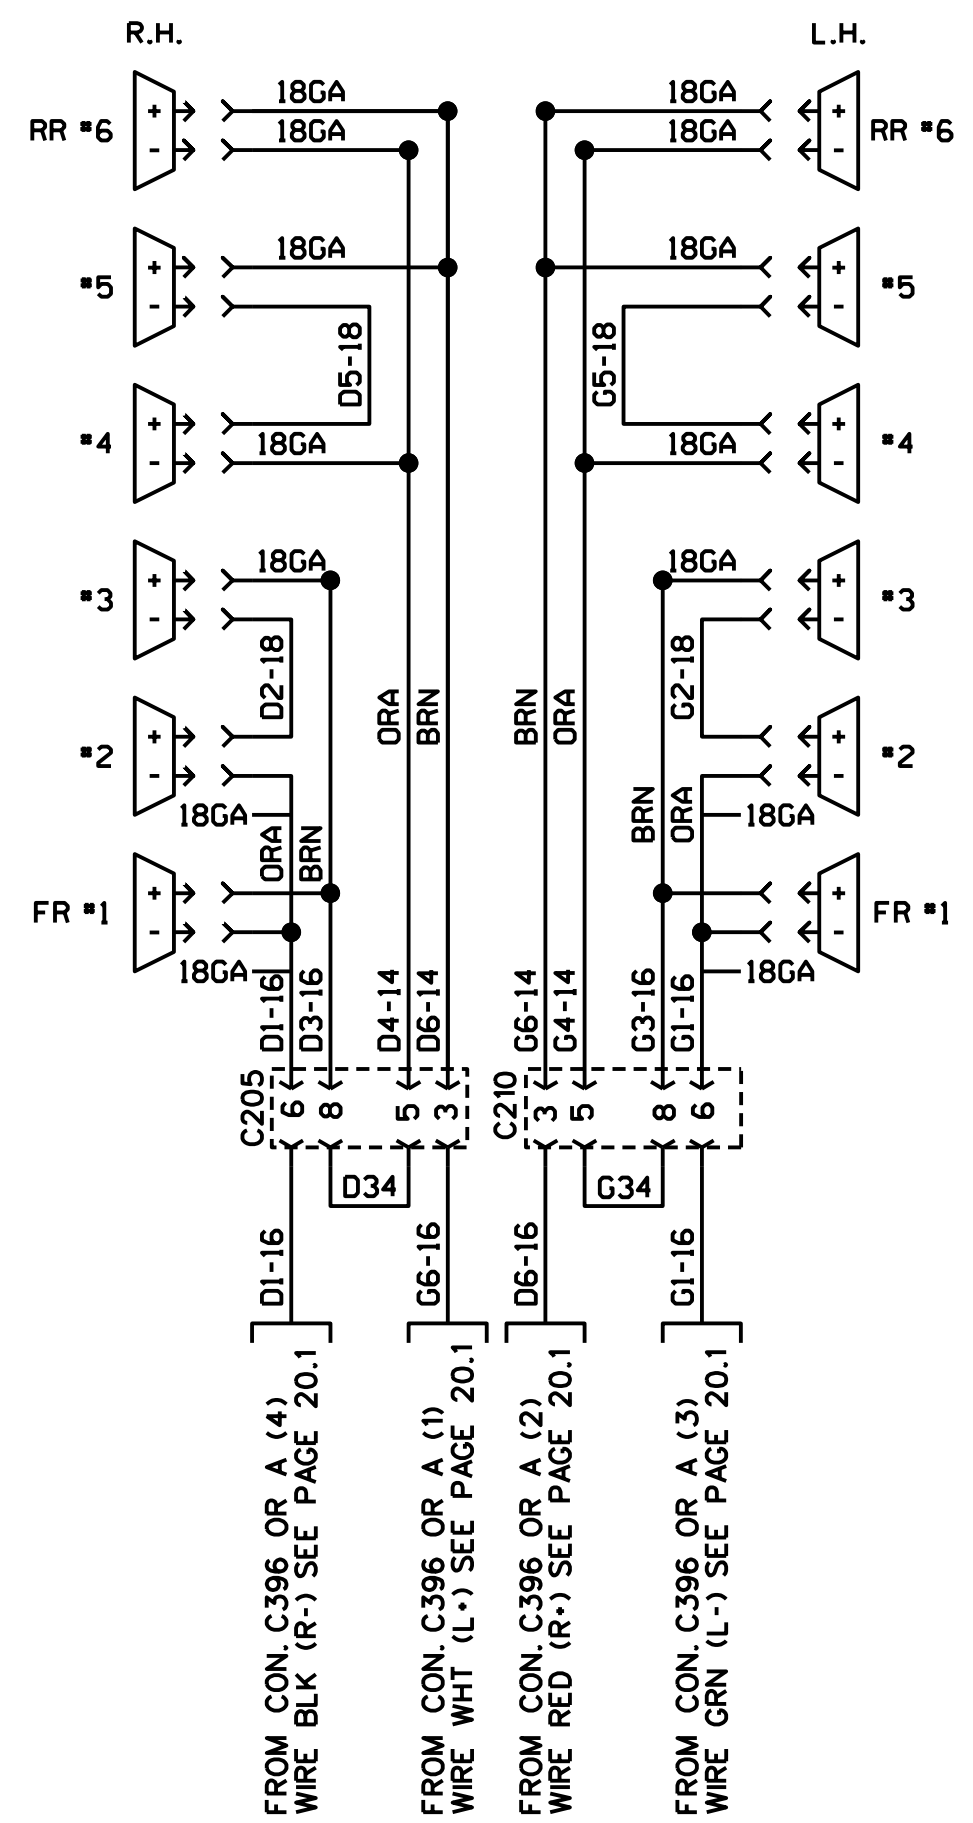 R.H. L.H.
18GA 18GA
RR #6 + 18GA 18GA + RR #6
- -
18GA 18GA
#5 + + #5
- -
D5-18 G5-18
#4 + + #4
- 18GA 18GA -
18GA 18GA
#3 + + #3
- -
D2-18 ORA BRN BRN ORA G2-18
#2 + + #2
- -
18GA ORA BRN BRN ORA 18GA
FR #1 + + FR #1
- -
18GA 18GA
D1-16 D3-16 D4-14 D6-14 G6-14 G4-14 G3-16 G1-16
C205 6 8 5 3 C210 3 5 8 6
D34 G34
D1-16 G6-16 D6-16 G1-16
FROM CON. C396 OR A (4)
WIRE BLK (R-) SEE PAGE 20.1
FROM CON. C396 OR A (1)
WIRE WHT (L+) SEE PAGE 20.1
FROM CON. C396 OR A (2)
WIRE RED (R+) SEE PAGE 20.1
FROM CON. C396 OR A (3)
WIRE GRN (L-) SEE PAGE 20.1